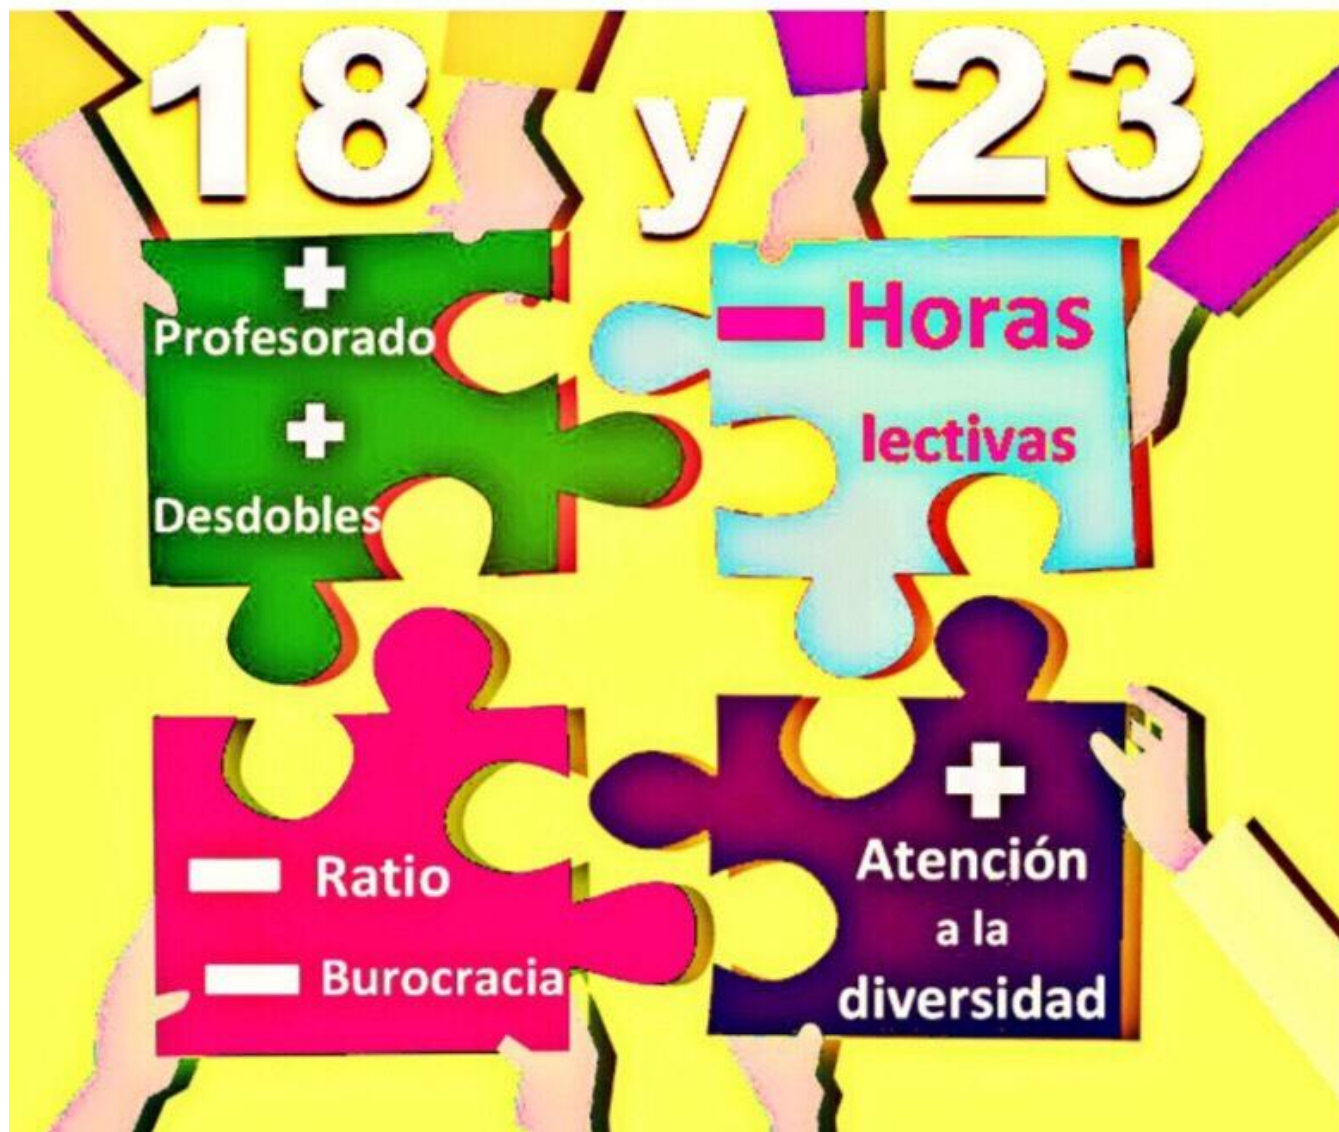 18 y 23
+
Profesorado
+
Desdobles
- Horas
lectivas
- Ratio
- Burocracia
+
Atención
a la
diversidad